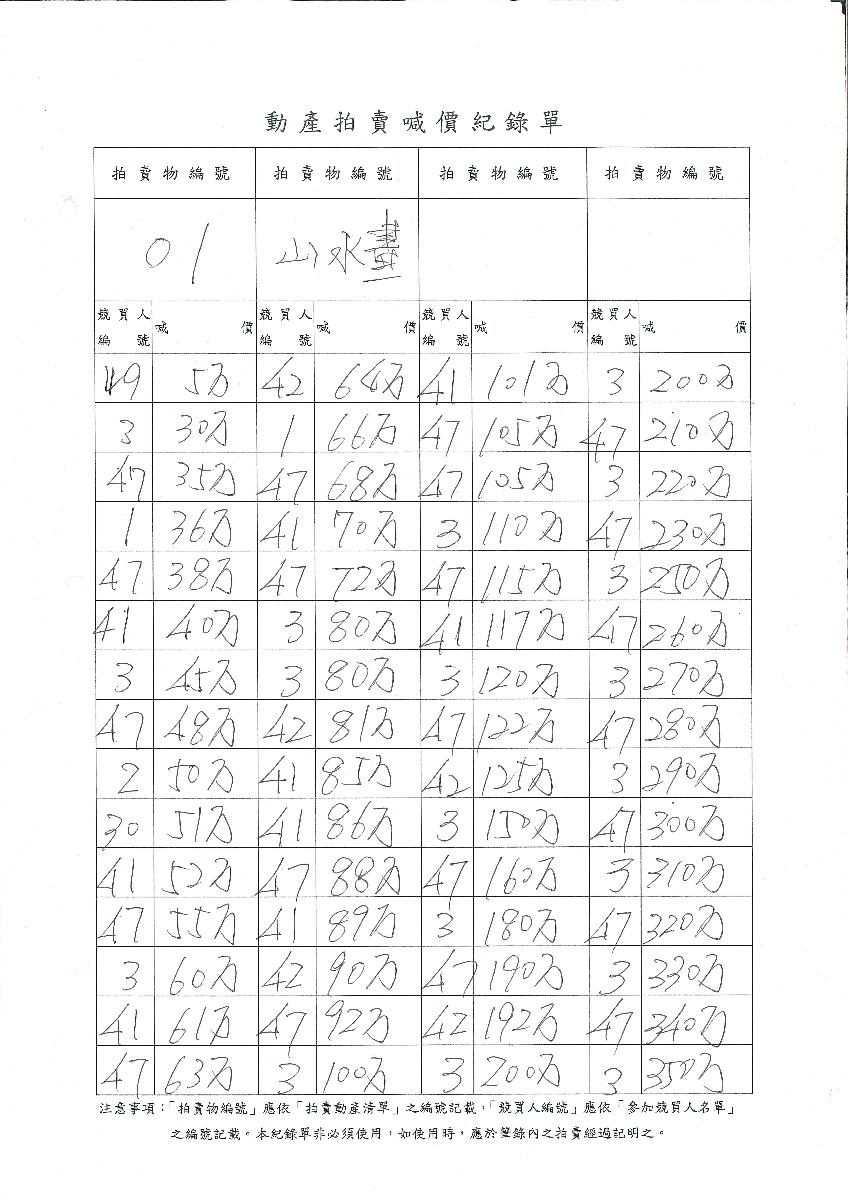 動產拍賣喊價紀錄單
拍賣物編號 拍賣物編號 拍賣物編號 拍賣物編號
01 山水畫
競買人編號 喊價 競買人編號 喊價 競買人編號 喊價 競買人編號 喊價
49 5万 42 64万 41 101万 3 200万
3 30万 1 66万 47 105万 47 210万
47 35万 47 68万 47 105万 3 220万
1 36万 41 70万 3 110万 47 230万
47 38万 47 72万 47 115万 3 250万
41 40万 3 80万 41 117万 47 260万
3 45万 3 80万 3 120万 3 270万
47 48万 42 81万 47 122万 47 280万
2 50万 41 85万 42 125万 3 290万
30 51万 41 86万 3 150万 47 300万
41 52万 47 88万 47 160万 3 310万
47 55万 41 89万 3 180万 47 320万
3 60万 42 90万 47 190万 3 330万
41 61万 47 92万 42 192万 47 340万
47 63万 3 100万 3 200万 3 350万
注意事項：「拍賣物編號」應依「拍賣動產清單」之編號記載，「競買人編號」應依「參加競買人名單」
之編號記載。本紀錄單非必須使用，如使用時，應於筆錄內之拍賣經過記明之。